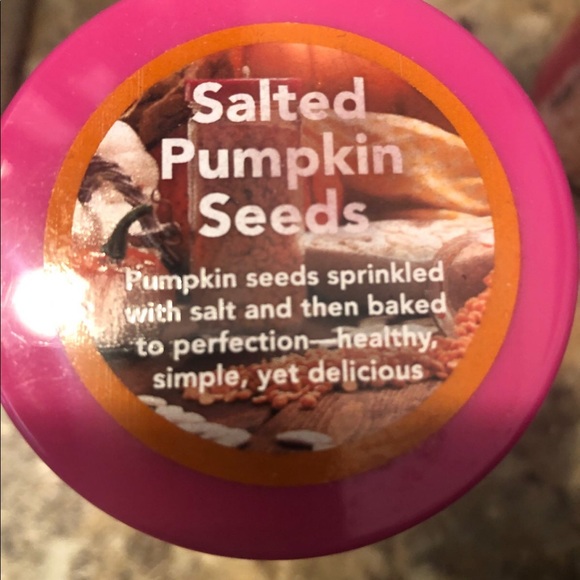 Salted
Pumpkin
Seeds
Pumpkin seeds sprinkled
with salt and then baked
to perfection—healthy,
simple, yet delicious